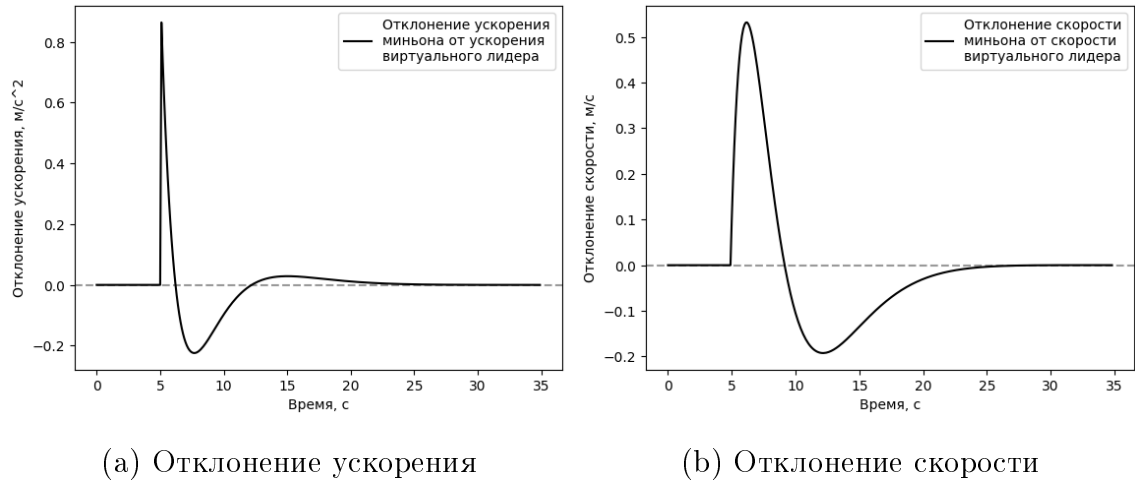 Отклонение ускорения
миньона от ускорения
виртуального лидера
Отклонение ускорения, м/с^2
0.8
0.6
0.4
0.2
0.0
−0.2
0 5 10 15 20 25 30 35
Время, с
(a) Отклонение ускорения
Отклонение скорости
миньона от скорости
виртуального лидера
Отклонение скорости, м/с
0.5
0.4
0.3
0.2
0.1
0.0
−0.1
−0.2
0 5 10 15 20 25 30 35
Время, с
(b) Отклонение скорости